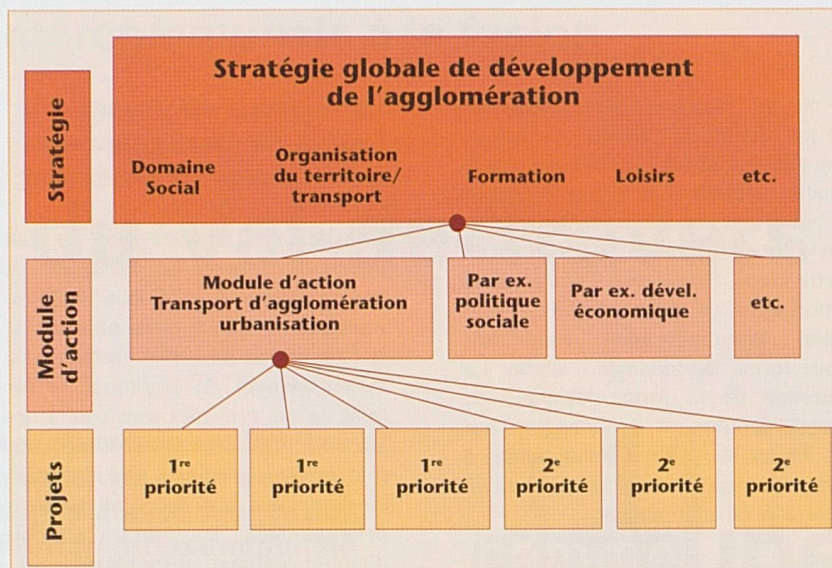 Stratégie
Stratégie globale de développement
de l'agglomération
Domaine
Social
Organisation
du territoire/
transport
Formation
Loisirs
etc.
Module
d'action
Module d'action
Transport d'agglomération
urbanisation
Par ex.
politique
sociale
Par ex. dével.
économique
etc.
Projets
1re
priorité
1re
priorité
1re
priorité
2e
priorité
2e
priorité
2e
priorité